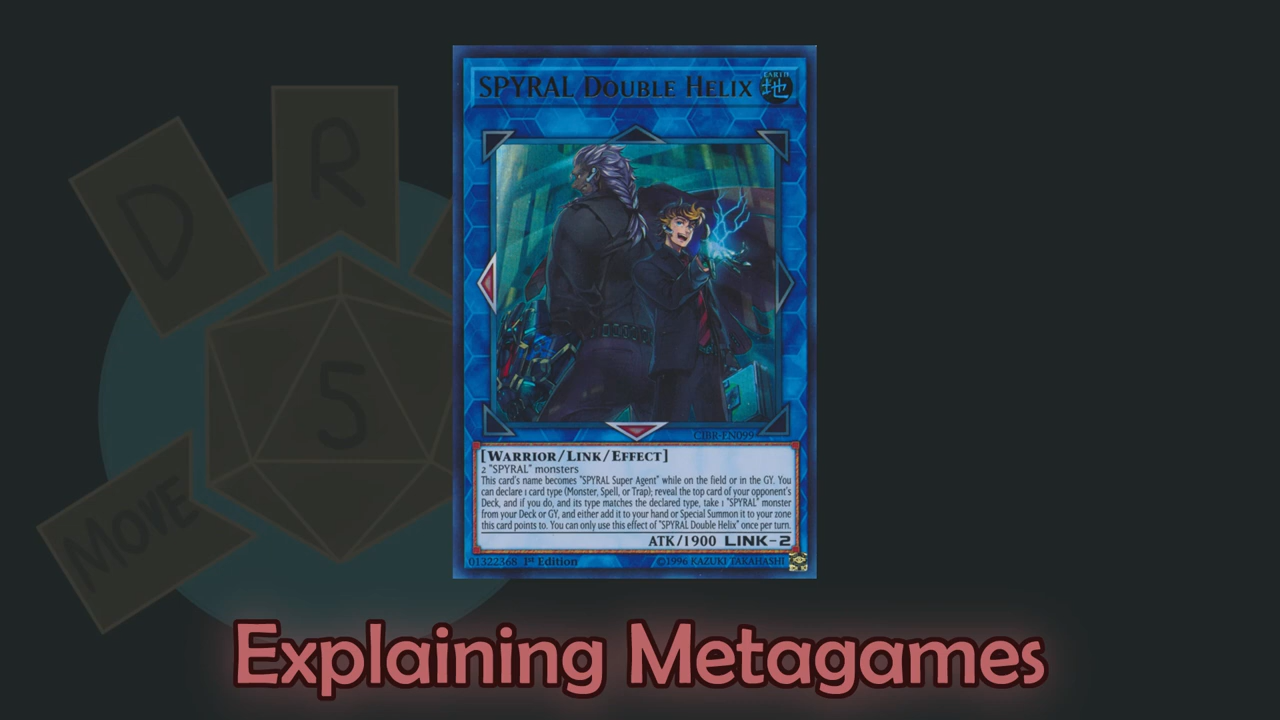 SPYRAL Double Helix
EARTH
地
D
R
5
MOVE
CIBR-EN099
[Warrior/Link/Effect]
2 "SPYRAL" monsters
This card's name becomes "SPYRAL Super Agent" while on the field or in the GY. You
can declare 1 card type (Monster, Spell, or Trap); reveal the top card of your opponent's
Deck, and if you do, and its type matches the declared type, take 1 "SPYRAL" monster
from your Deck or GY, and either add it to your hand or Special Summon it to your zone
this card points to. You can only use this effect of "SPYRAL Double Helix" once per turn.
ATK/1900 LINK-2
01322368 1st Edition
©1996 KAZUKI TAKAHASHI
Explaining Metagames